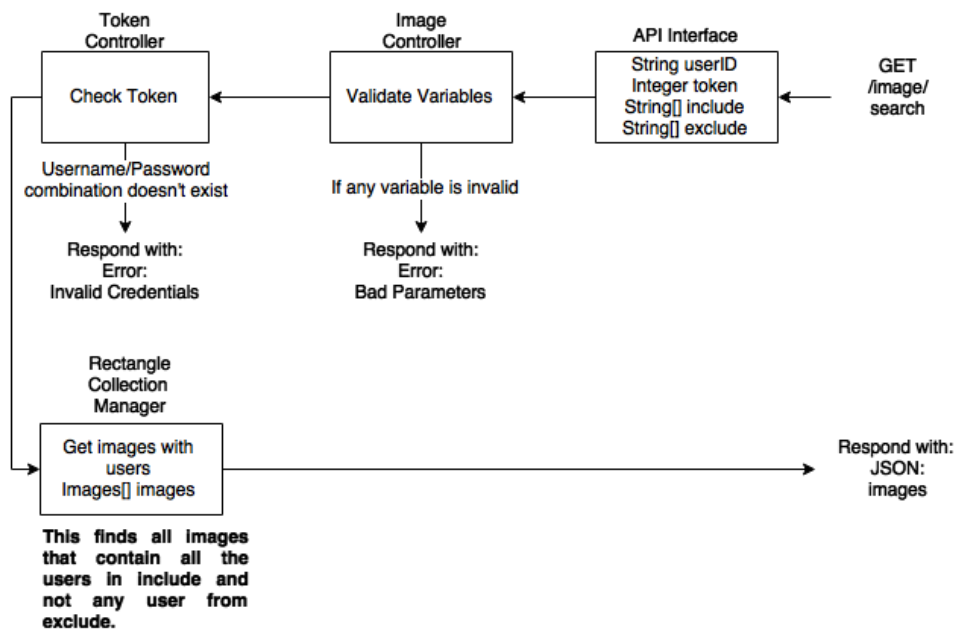 Token
Controller
Check Token
Username/Password
combination doesn't exist
Respond with:
Error:
Invalid Credentials
Image
Controller
Validate Variables
If any variable is invalid
Respond with:
Error:
Bad Parameters
API Interface
String userID
Integer token
String[] include
String[] exclude
GET
/image/
search
Rectangle
Collection
Manager
Get images with
users
Images[] images
This finds all images
that contain all the
users in include and
not any user from
exclude.
Respond with:
JSON:
images